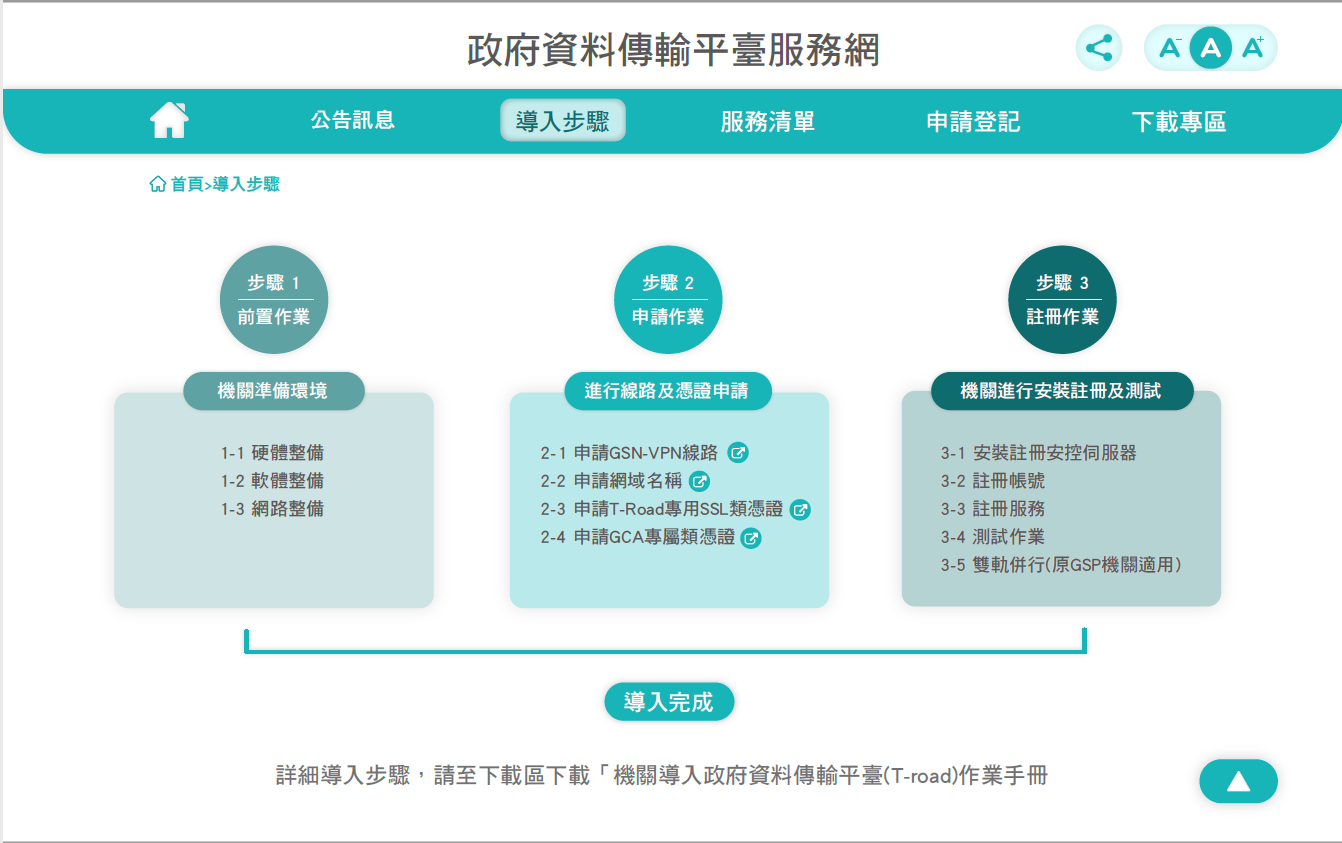 政府資料傳輸平臺服務網
A- A A+
公告訊息 導入步驟 服務清單 申請登記 下載專區
首頁>導入步驟
步驟 1
前置作業
機關準備環境
1-1 硬體整備
1-2 軟體整備
1-3 網路整備
步驟 2
申請作業
進行線路及憑證申請
2-1 申請GSN-VPN線路
2-2 申請網域名稱
2-3 申請T-Road專用SSL類憑證
2-4 申請GCA專屬類憑證
步驟 3
註冊作業
機關進行安裝註冊及測試
3-1 安裝註冊安控伺服器
3-2 註冊帳號
3-3 註冊服務
3-4 測試作業
3-5 雙軌併行(原GSP機關適用)
導入完成
詳細導入步驟，請至下載區下載「機關導入政府資料傳輸平臺(T-road)作業手冊